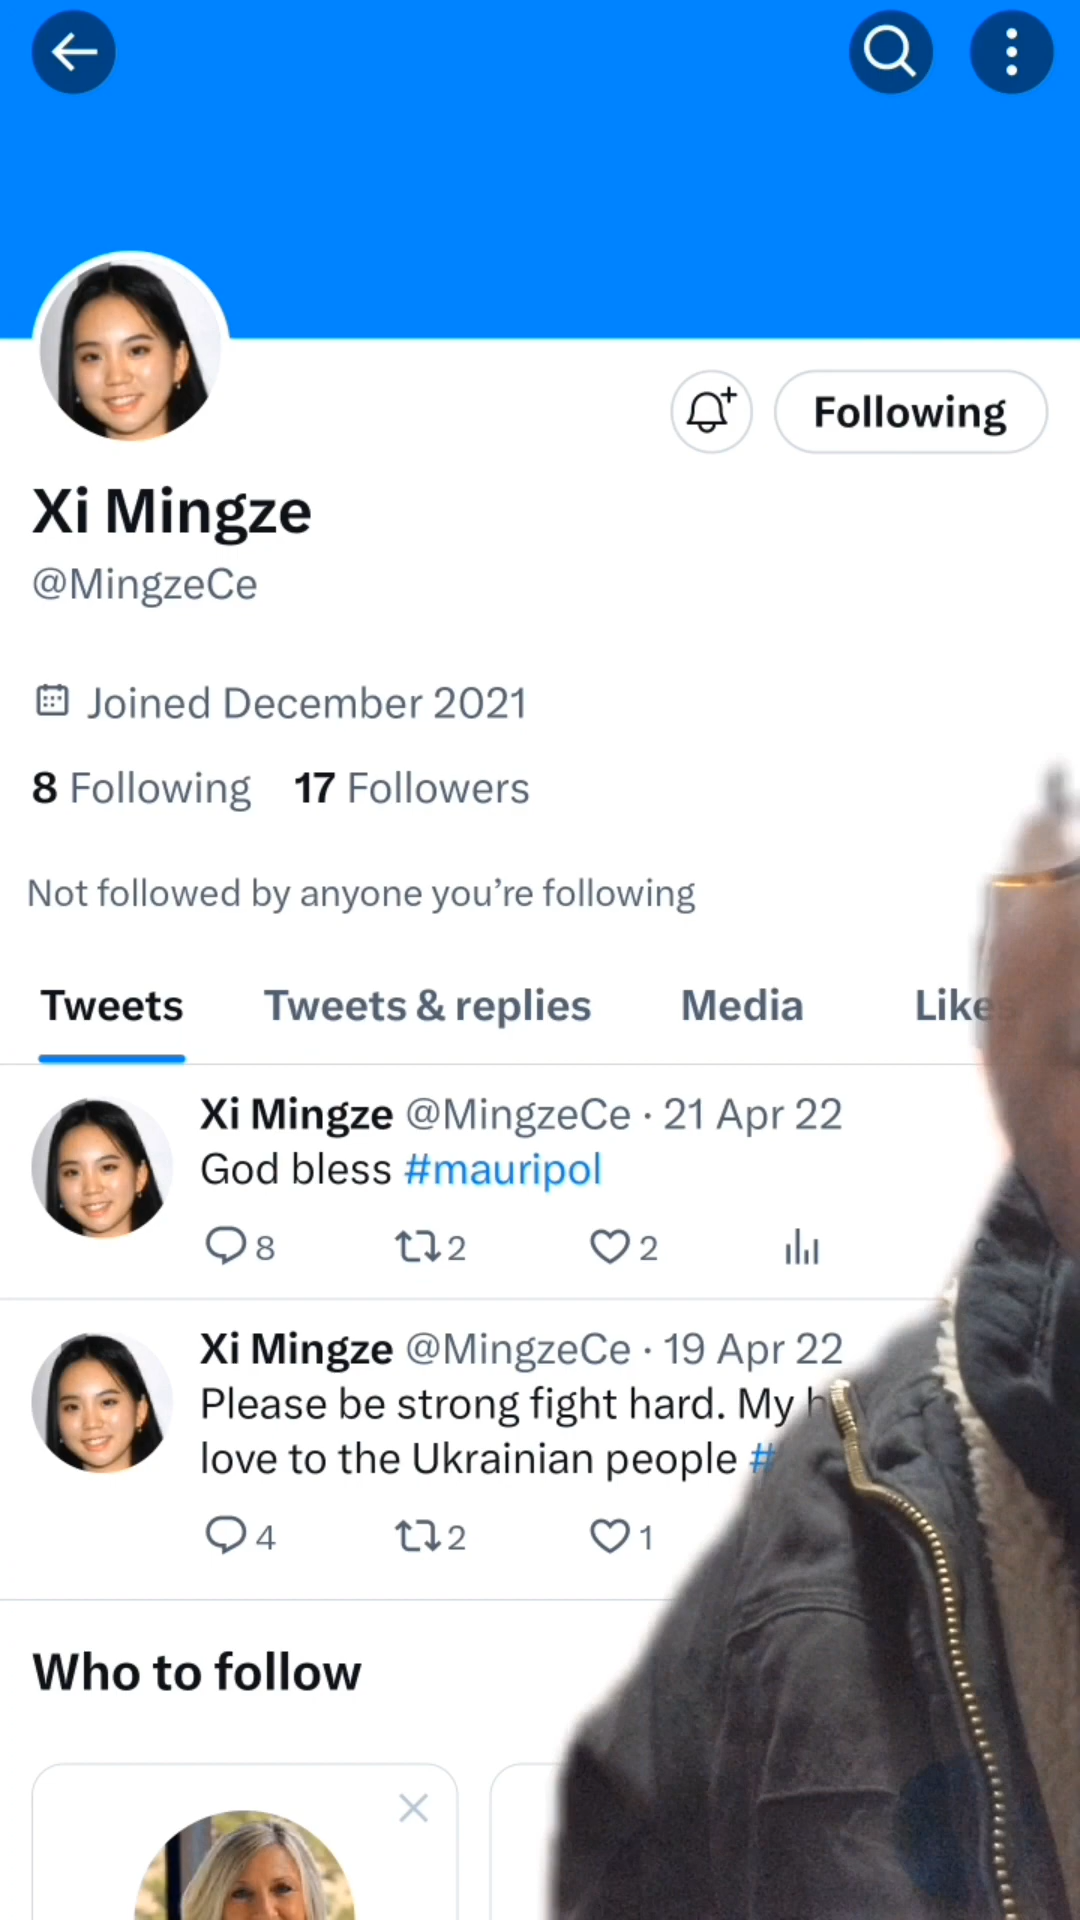 Following
Xi Mingze
@MingzeCe
Joined December 2021
8 Following 17 Followers
Not followed by anyone you’re following
Tweets Tweets & replies Media Likes
Xi Mingze @MingzeCe · 21 Apr 22
God bless #mauripol
8 2 2
Xi Mingze @MingzeCe · 19 Apr 22
Please be strong fight hard. My
love to the Ukrainian people #
4 2 1
Who to follow